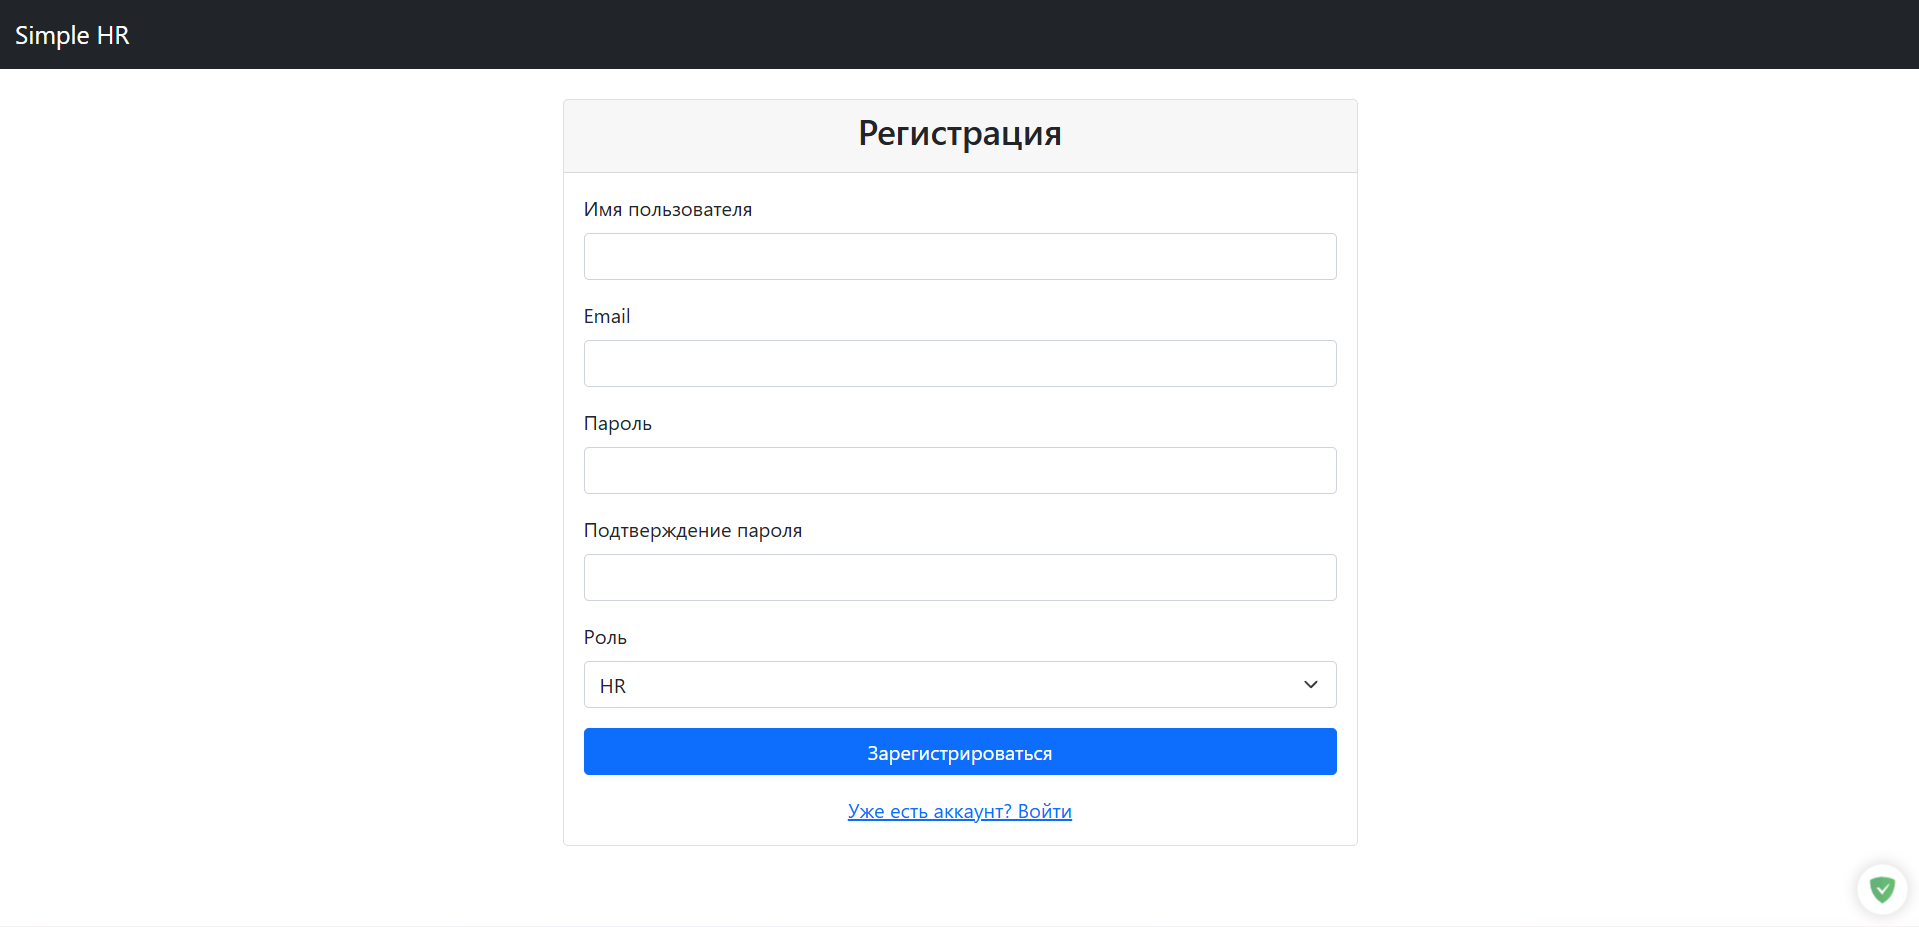 Simple HR
Регистрация
Имя пользователя
Email
Пароль
Подтверждение пароля
Роль
HR
Зарегистрироваться
Уже есть аккаунт? Войти